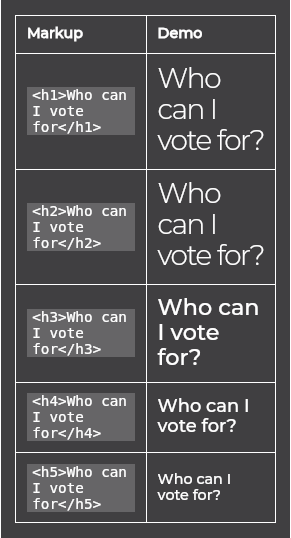 Markup
Demo
<h1>Who can
I vote
for</h1>
Who
can I
vote for?
<h2>Who can
I vote
for</h2>
Who
can I
vote for?
<h3>Who can
I vote
for</h3>
Who can
I vote
for?
<h4>Who can
I vote
for</h4>
Who can I
vote for?
<h5>Who can
I vote
for</h5>
Who can I
vote for?